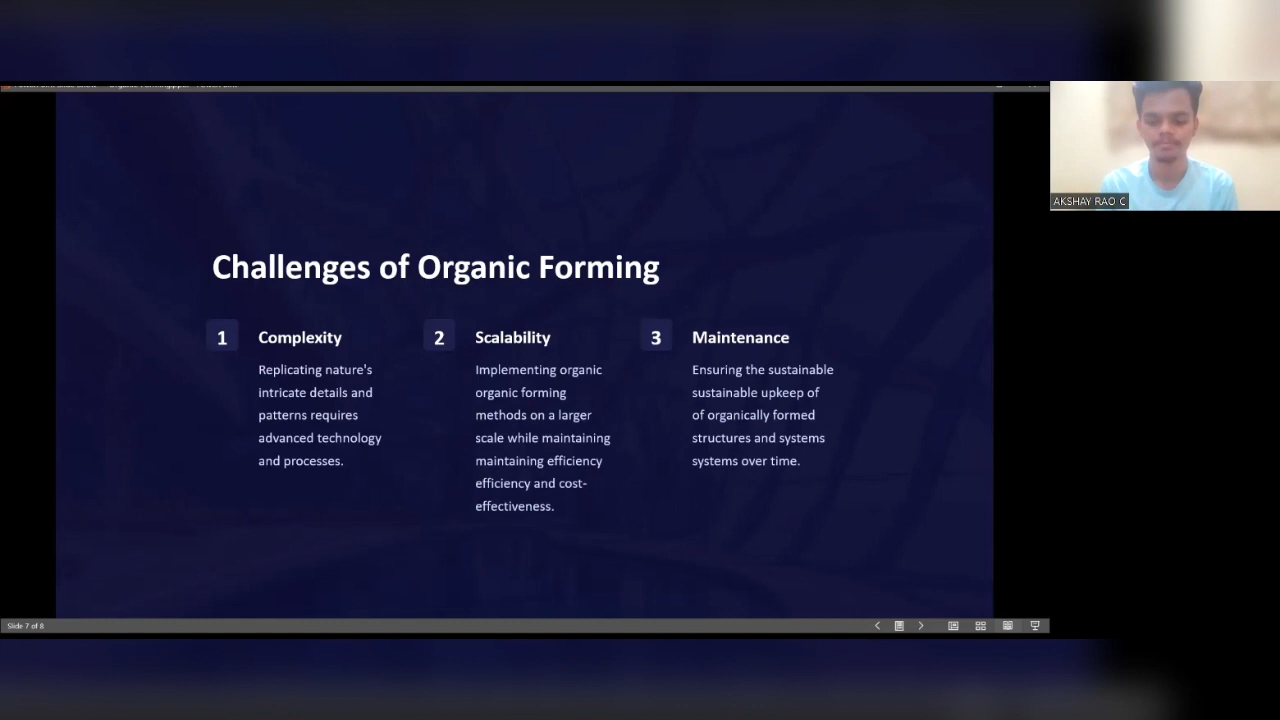 Challenges of Organic Forming
1
Complexity
Replicating nature's
intricate details and
patterns requires
advanced technology
and processes.
2
Scalability
Implementing organic
organic forming
methods on a larger
scale while maintaining
maintaining efficiency
efficiency and cost-
effectiveness.
3
Maintenance
Ensuring the sustainable
sustainable upkeep of
of organically formed
structures and systems
systems over time.
AKSHAY RAO C
Slide 7 of 8